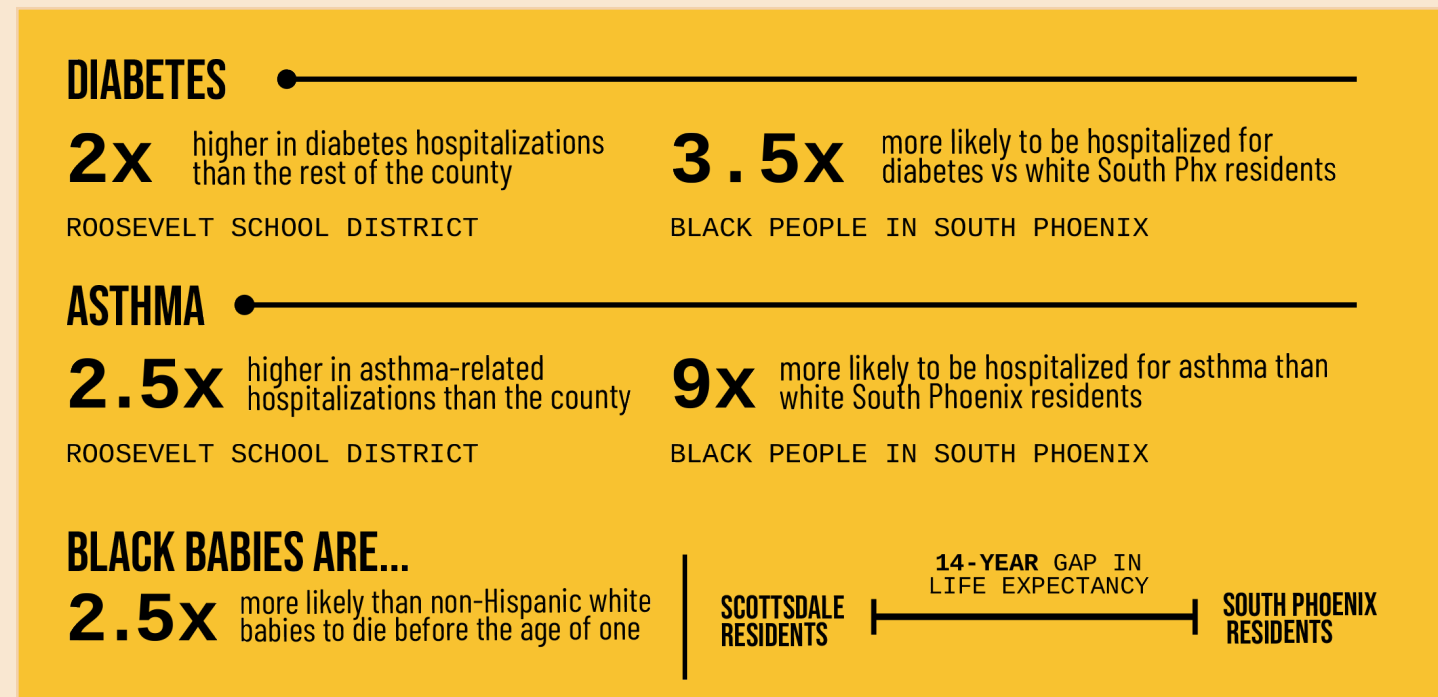 DIABETES
2x
higher in diabetes hospitalizations
than the rest of the county
ROOSEVELT SCHOOL DISTRICT
3.5x
more likely to be hospitalized for
diabetes vs white South Phx residents
BLACK PEOPLE IN SOUTH PHOENIX
ASTHMA
2.5x
higher in asthma-related
hospitalizations than the county
ROOSEVELT SCHOOL DISTRICT
9x
more likely to be hospitalized for asthma than
white South Phoenix residents
BLACK PEOPLE IN SOUTH PHOENIX
BLACK BABIES ARE...
2.5x
more likely than non-Hispanic white
babies to die before the age of one
SCOTTSDALE
RESIDENTS
14-YEAR GAP IN
LIFE EXPECTANCY
SOUTH PHOENIX
RESIDENTS